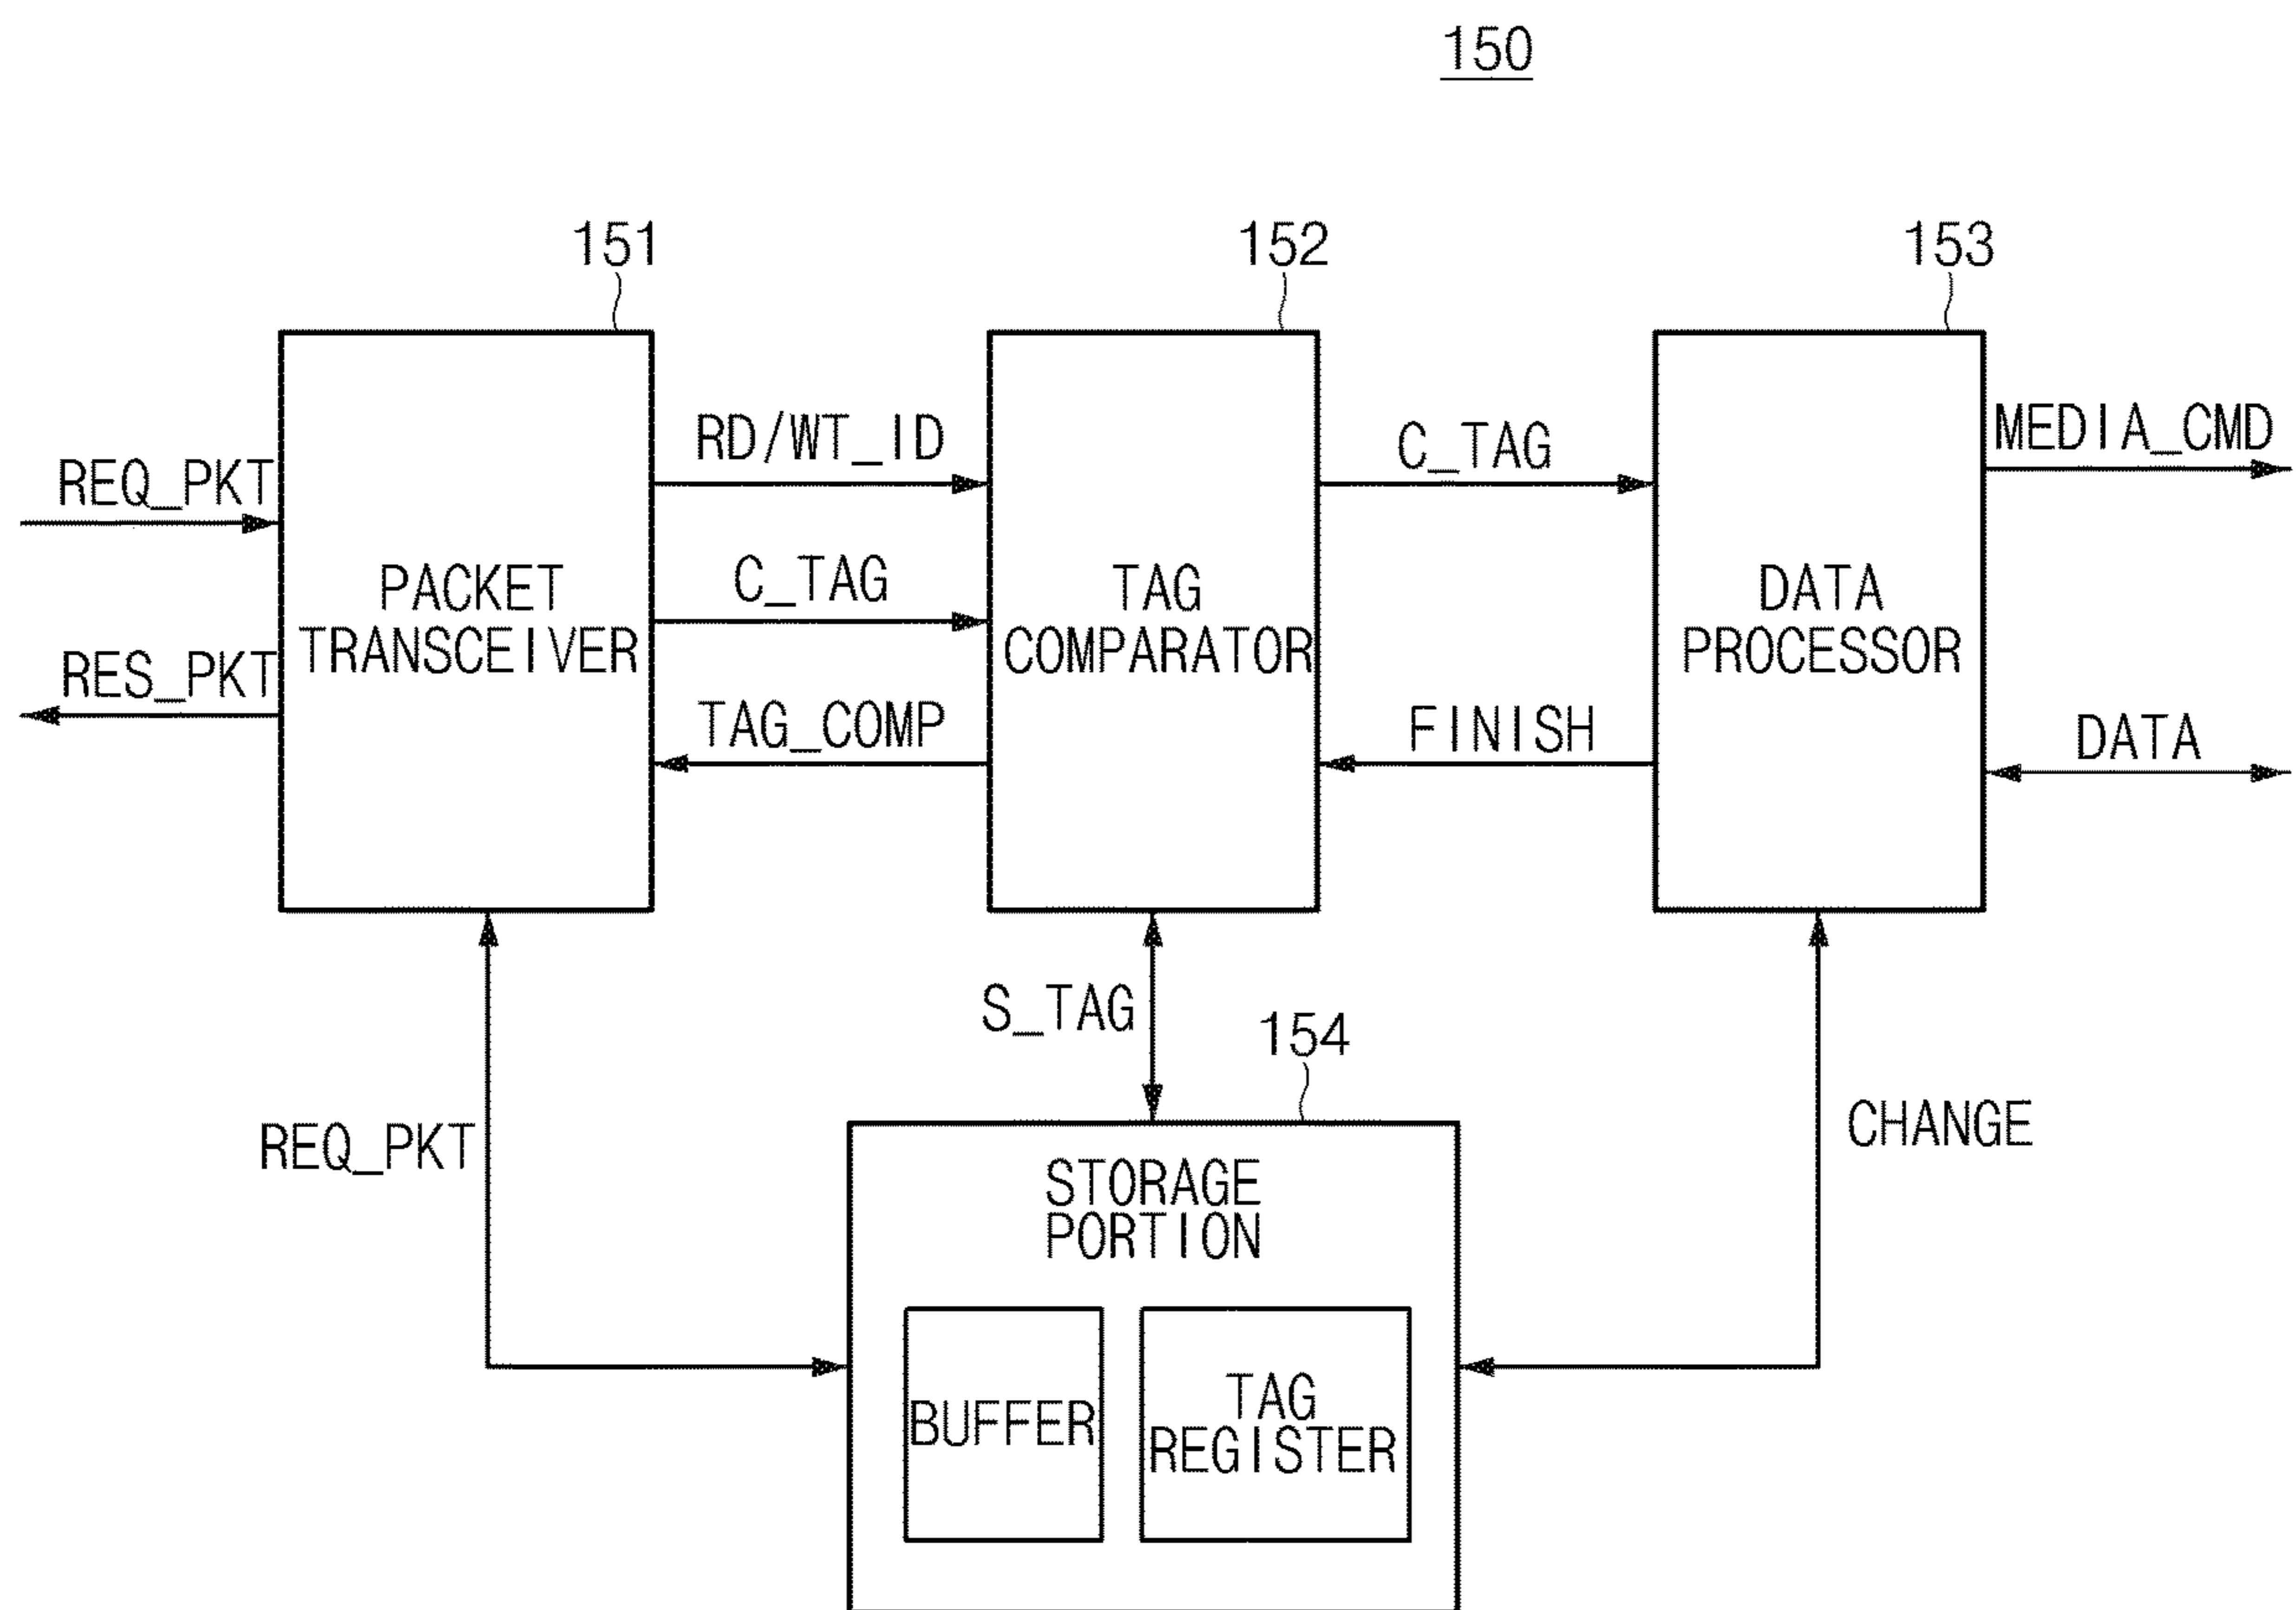 150
151
152
153
REQ_PKT
RES_PKT
PACKET
TRANSCEIVER
RD/WT_ID
C_TAG
TAG_COMP
TAG
COMPARATOR
C_TAG
FINISH
DATA
PROCESSOR
MEDIA_CMD
DATA
REQ_PKT
S_TAG
154
CHANGE
STORAGE
PORTION
BUFFER
TAG
REGISTER